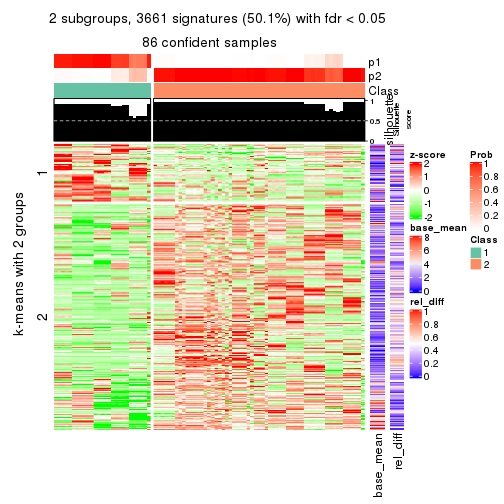 2 subgroups, 3661 signatures (50.1%) with fdr < 0.05
86 confident samples
p1
p2
Class
1
0.5
0
silhouette
Silhouette
score
k-means with 2 groups
1
2
z-score
2
1
0
-1
-2
base_mean
8
6
4
2
0
rel_diff
1
0.8
0.6
0.4
0.2
0
Prob
1
0.8
0.6
0.4
0.2
0
Class
1
2
base_mean
rel_diff